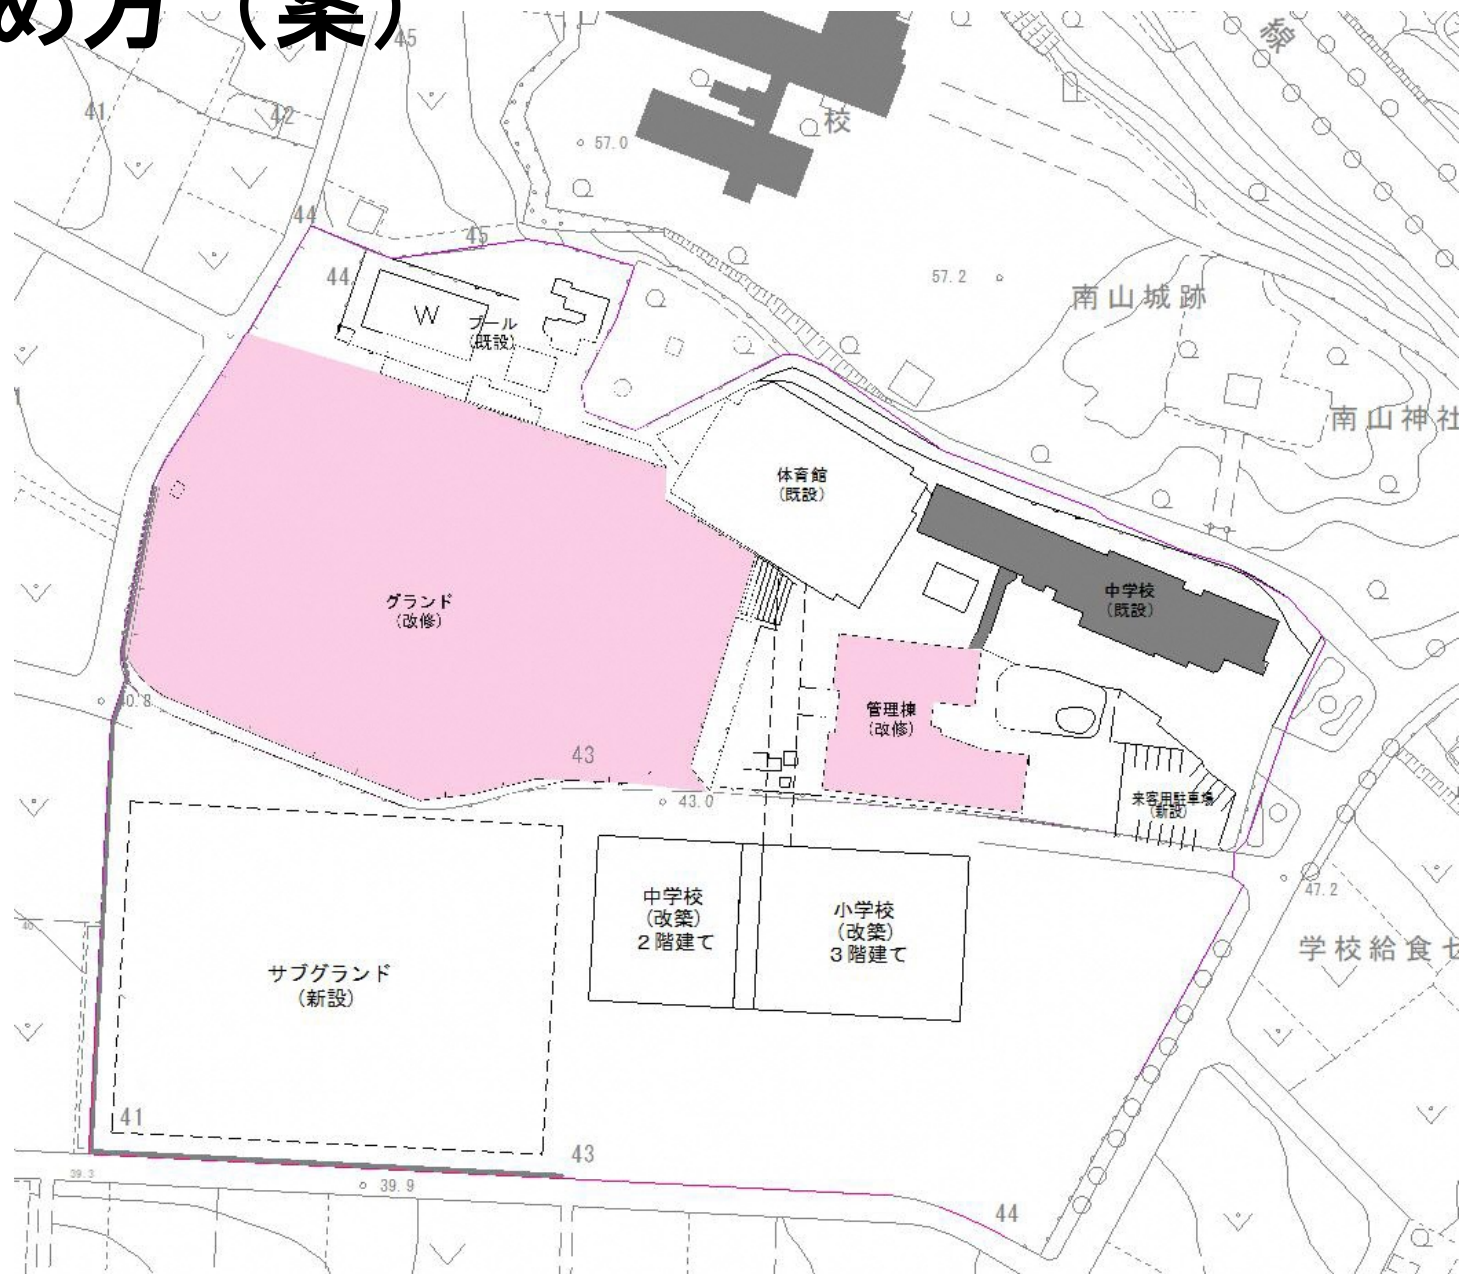 め方（案）
45
線
41
42
校
57.0
44
45
44
57.2
南山城跡
W
プール
（既設）
南山神社
体育館
（既設）
中学校
（既設）
グランド
（改修）
管理棟
（改修）
43
43.0
来客用駐車場
（新設）
47.2
中学校
（改築）
２階建て
小学校
（改築）
３階建て
学校給食セ
サブグランド
（新設）
41
43
39.3
39.9
44